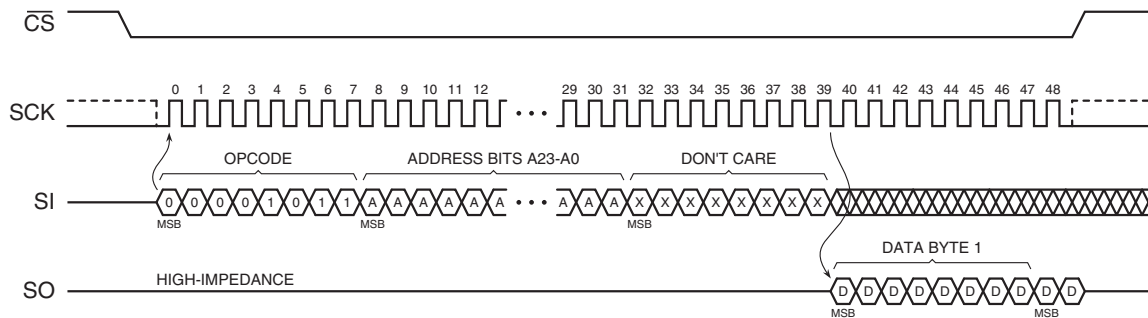 CS
0 1 2 3 4 5 6 7 8 9 10 11 12 29 30 31 32 33 34 35 36 37 38 39 40 41 42 43 44 45 46 47 48
SCK
OPCODE ADDRESS BITS A23-A0 DON'T CARE
SI 0 0 0 0 1 0 1 1 A A A A A A A A A X X X X X X X X
MSB MSB MSB
DATA BYTE 1
HIGH-IMPEDANCE
SO D D D D D D D D D D
MSB MSB